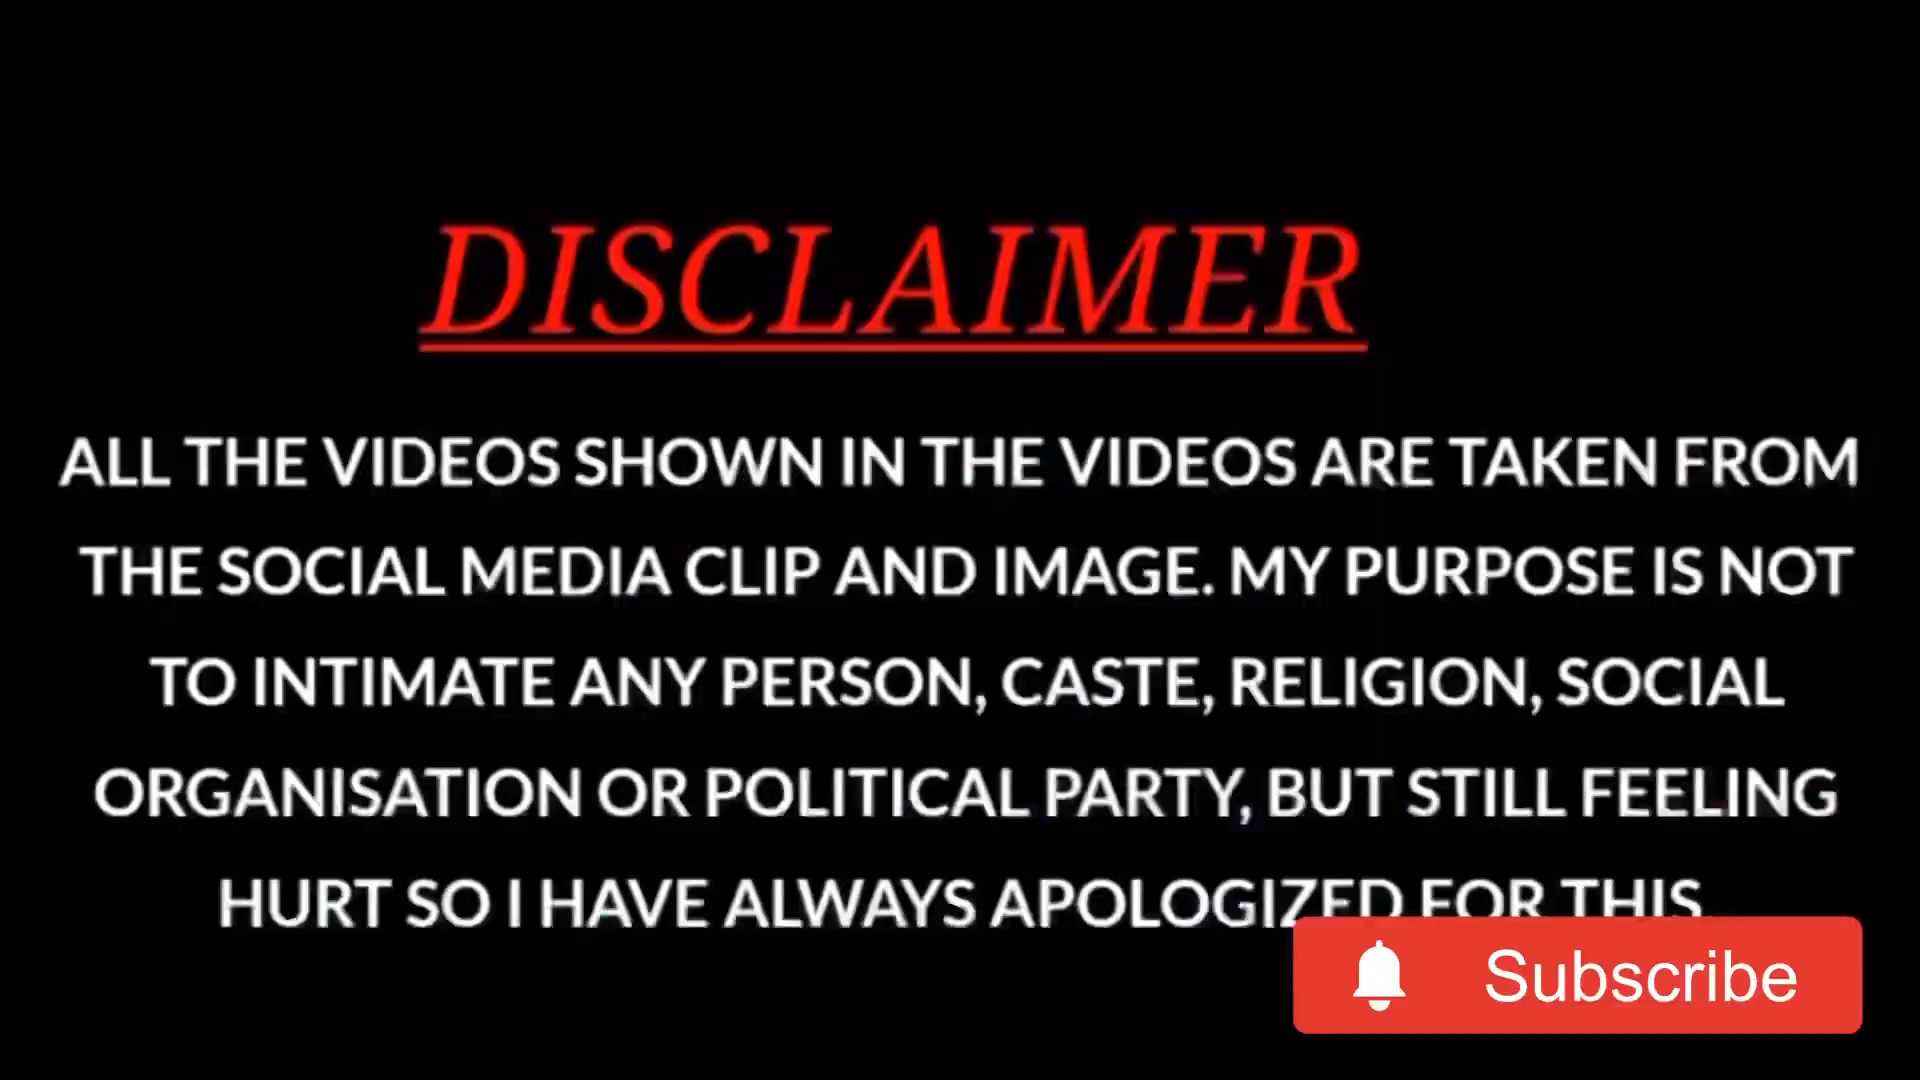 DISCLAIMER
ALL THE VIDEOS SHOWN IN THE VIDEOS ARE TAKEN FROM
THE SOCIAL MEDIA CLIP AND IMAGE. MY PURPOSE IS NOT
TO INTIMATE ANY PERSON, CASTE, RELIGION, SOCIAL
ORGANISATION OR POLITICAL PARTY, BUT STILL FEELING
HURT SO I HAVE ALWAYS APOLOGIZED FOR THIS.
Subscribe